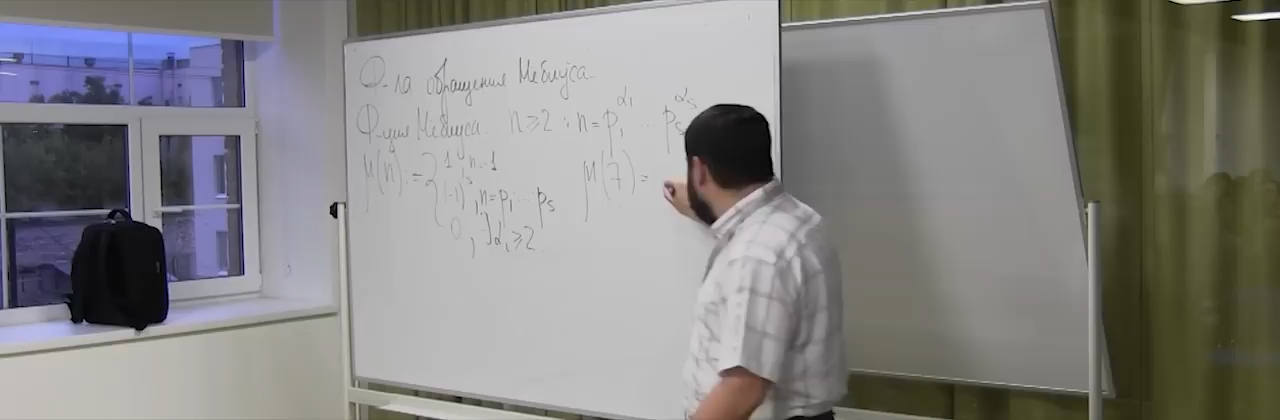 Ф-ла обращения Мебиуса.
Ф-ция Мебиуса. n ≥ 2 : n = p₁^α₁ ... pₛ^αₛ
μ(n) = { 1, n=1 μ(7) =
(-1)^s, n = p₁ ... pₛ
0, ∃ αᵢ ≥ 2